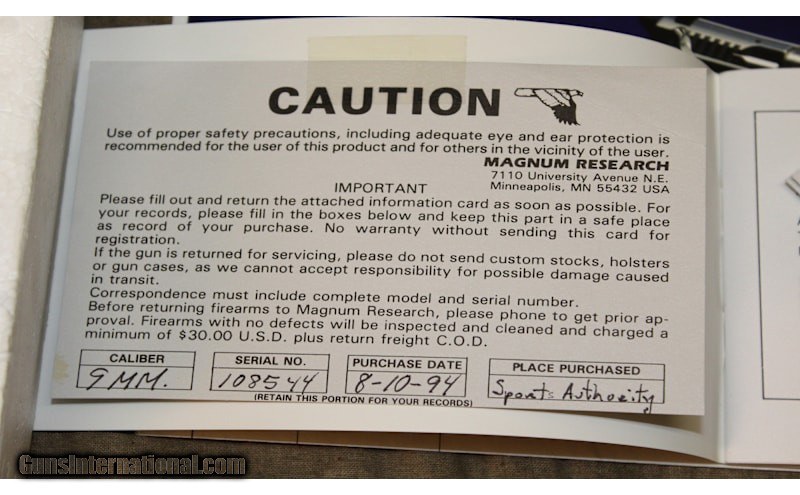 CAUTION
Use of proper safety precautions, including adequate eye and ear protection is
recommended for the user of this product and for others in the vicinity of the user.
MAGNUM RESEARCH
7110 University Avenue N.E.
Minneapolis, MN 55432 USA
IMPORTANT
Please fill out and return the attached information card as soon as possible. For
your records, please fill in the boxes below and keep this part in a safe place
as record of your purchase. No warranty without sending this card for
registration.
If the gun is returned for servicing, please do not send custom stocks, holsters
or gun cases, as we cannot accept responsibility for possible damage caused
in transit.
Correspondence must include complete model and serial number.
Before returning firearms to Magnum Research, please phone to get prior ap-
proval. Firearms with no defects will be inspected and cleaned and charged a
minimum of $30.00 U.S.D. plus return freight C.O.D.
CALIBER SERIAL NO. PURCHASE DATE PLACE PURCHASED
9MM. 108544 8-10-94 Sports Authority
(RETAIN THIS PORTION FOR YOUR RECORDS)
GunsInternational.com